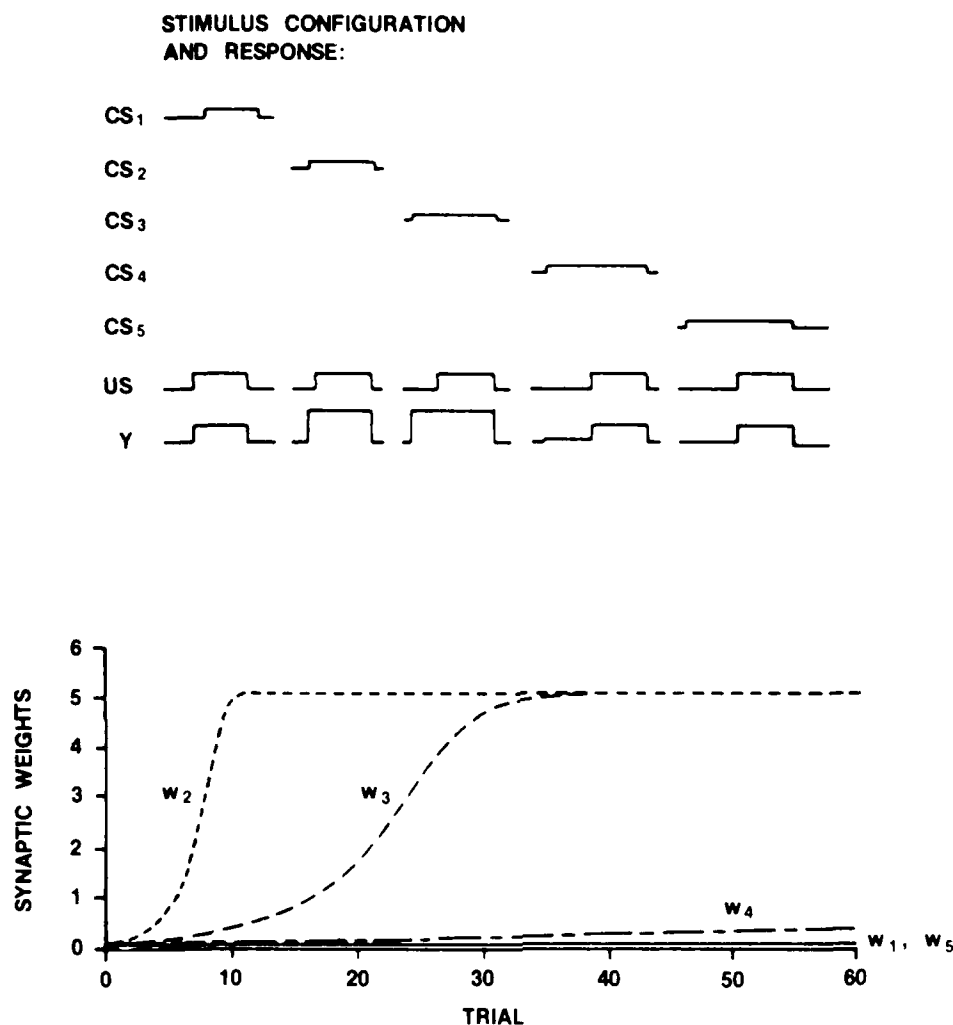 STIMULUS CONFIGURATION
AND RESPONSE:
CS₁
CS₂
CS₃
CS₄
CS₅
US
Y
SYNAPTIC WEIGHTS
6
5
4
3
2
1
0
w₂
w₃
w₄
w₁, w₅
0 10 20 30 40 50 60
TRIAL